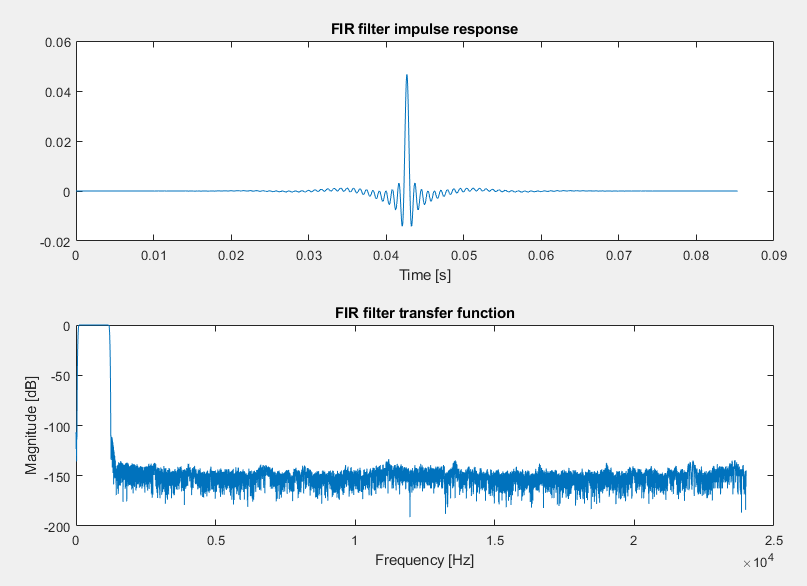 FIR filter impulse response
0.06
0.04
0.02
0
-0.02
0 0.01 0.02 0.03 0.04 0.05 0.06 0.07 0.08 0.09
Time [s]
FIR filter transfer function
0
-50
-100
-150
-200
Magnitude [dB]
0 0.5 1 1.5 2 2.5
Frequency [Hz]
×10⁴